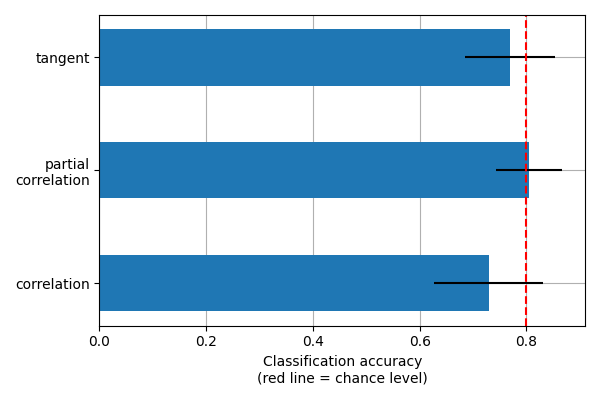 tangent
partial
correlation
correlation
0.0
0.2
0.4
0.6
0.8
Classification accuracy
(red line = chance level)